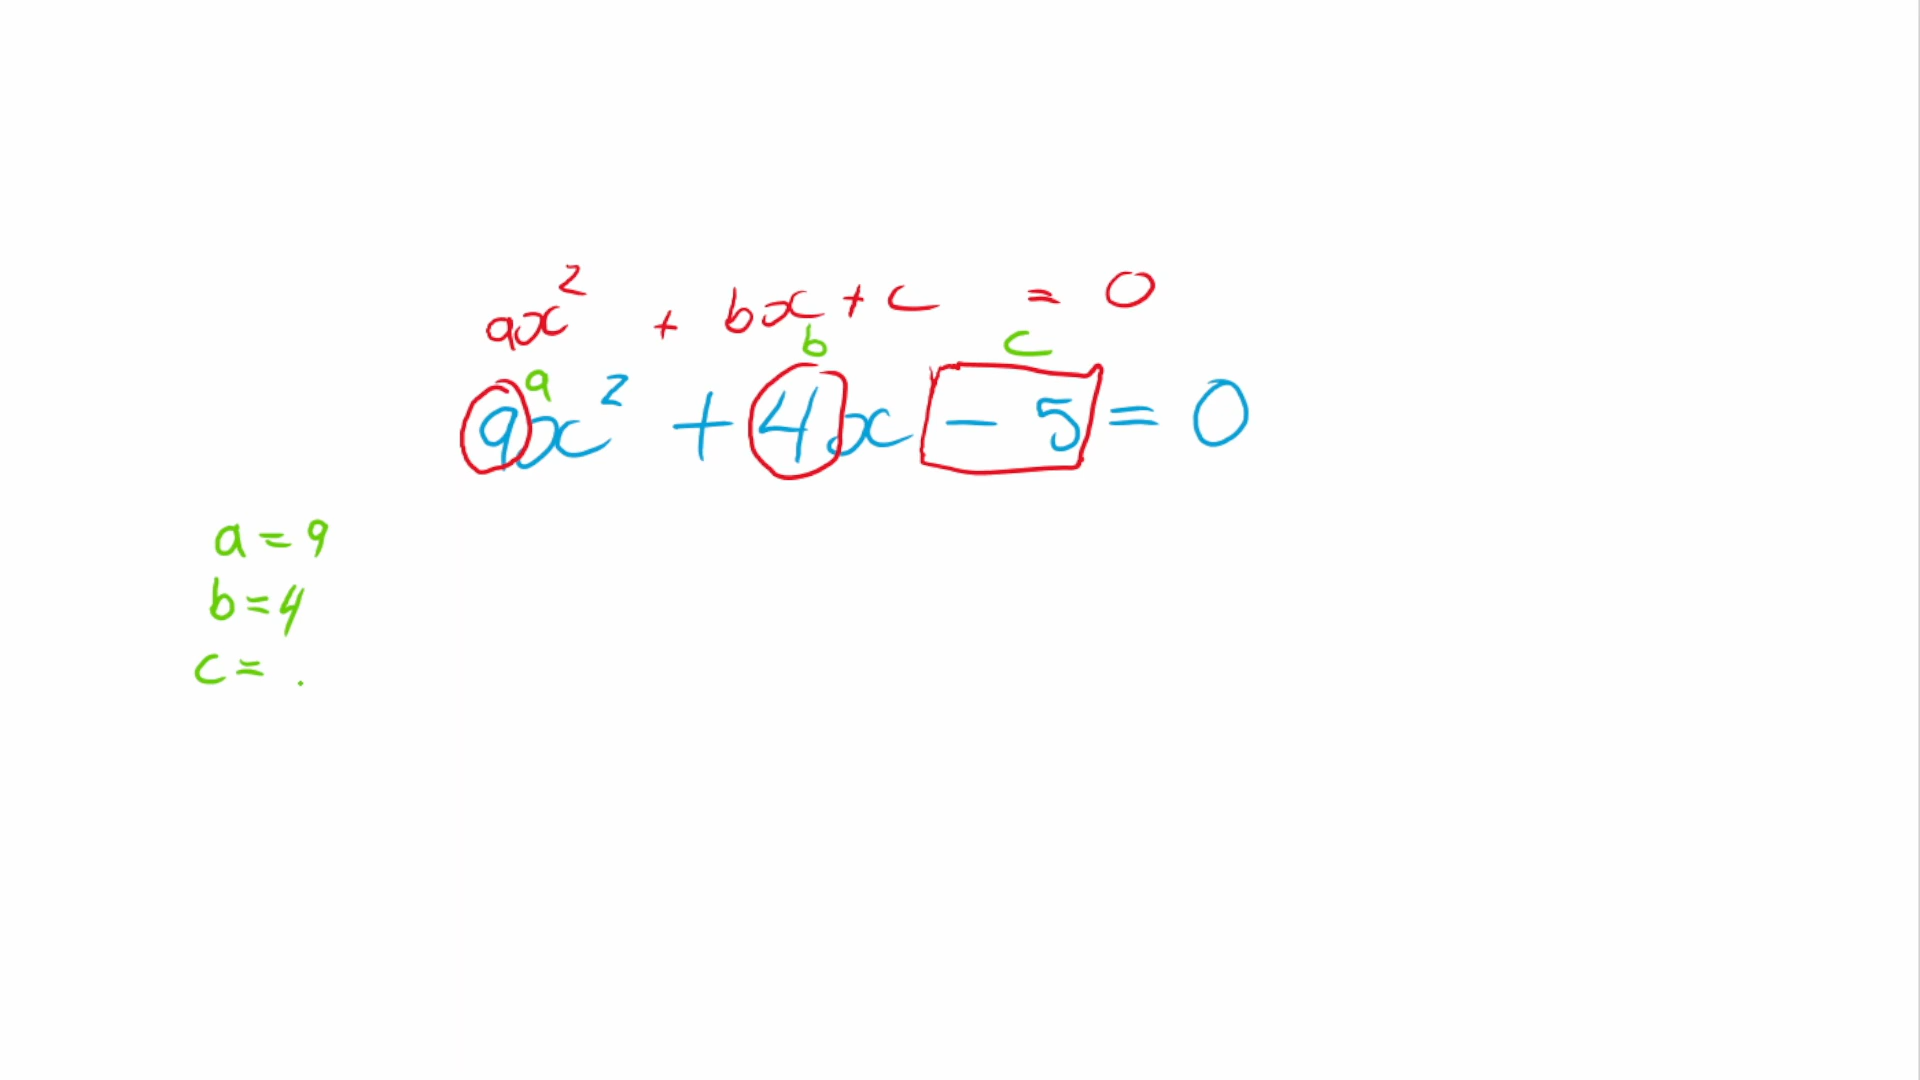 ax² + bx + c = 0
a b c
9x² + 4x - 5 = 0
a = 9
b = 4
c = .